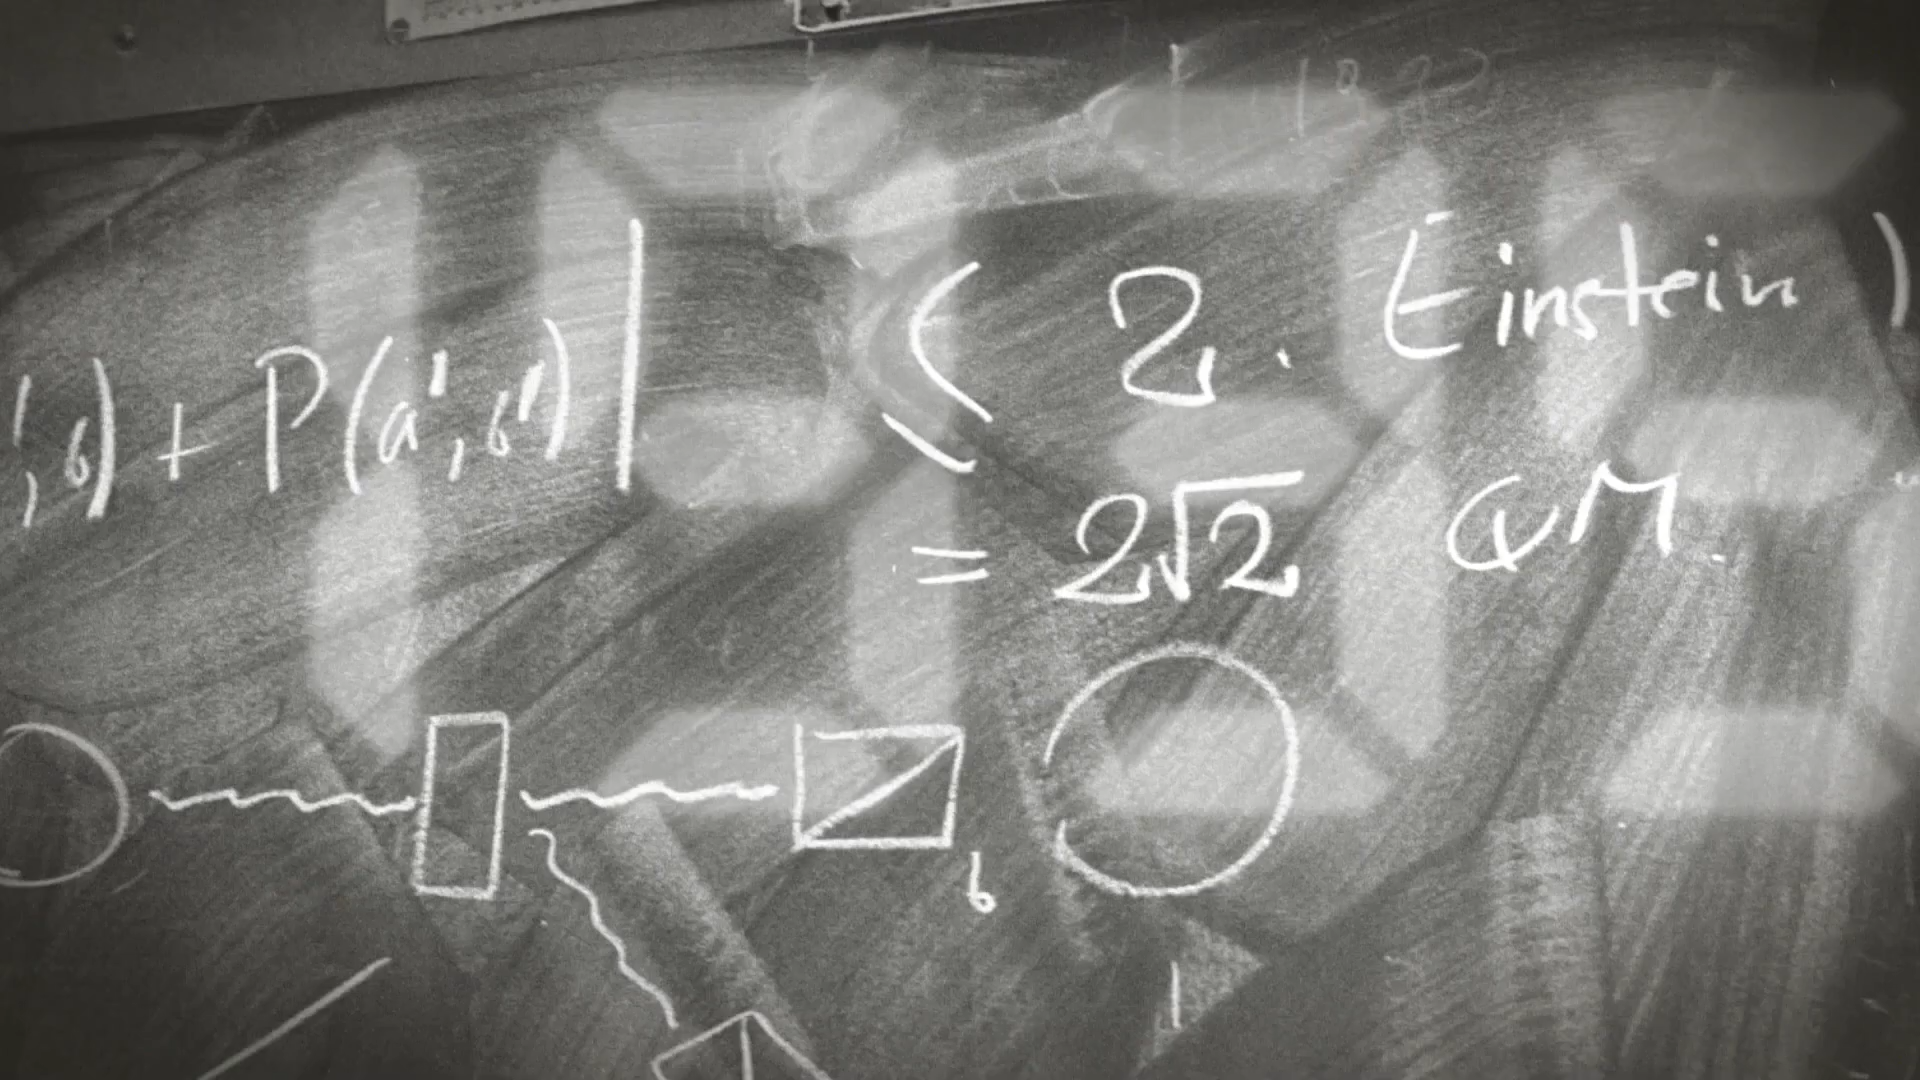 ', b) + P(a', b')| ≤ 2. Einstein)
= 2√2 QM.
b